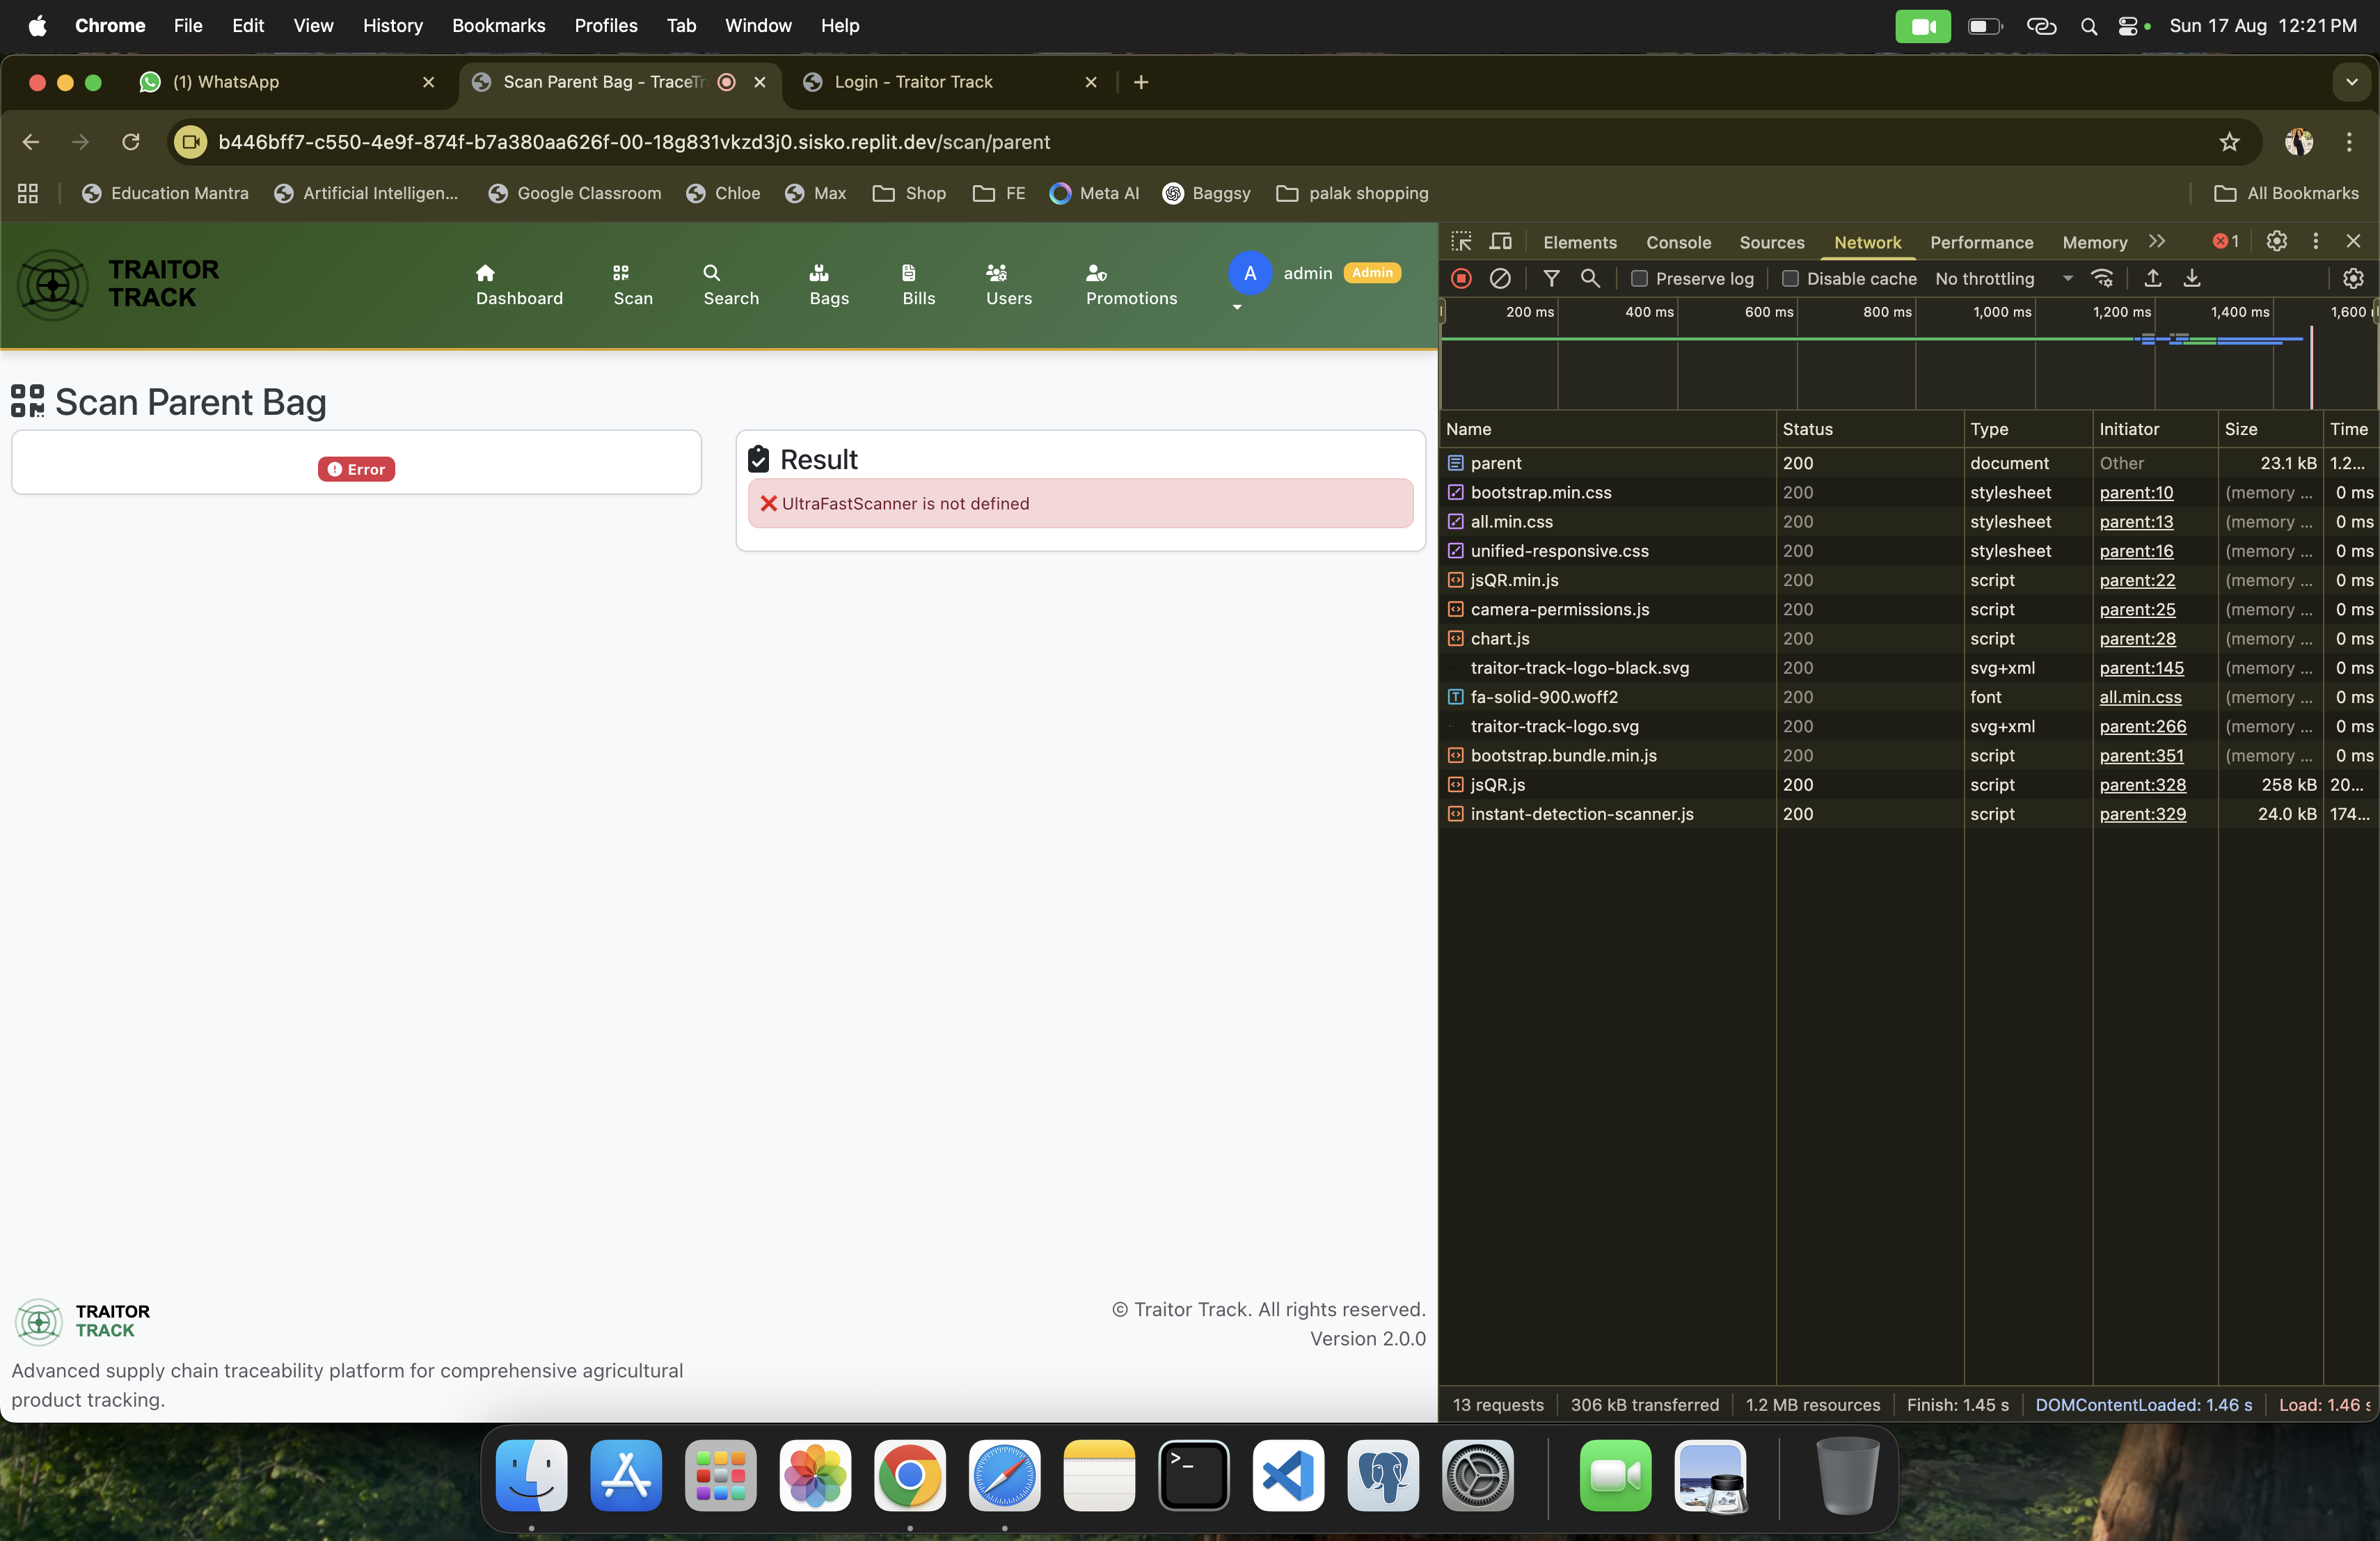 Chrome File Edit View History Bookmarks Profiles Tab Window Help Sun 17 Aug 12:21 PM
(1) WhatsApp Scan Parent Bag - TraceTr Login - Traitor Track
b446bff7-c550-4e9f-874f-b7a380aa626f-00-18g831vkzd3j0.sisko.replit.dev/scan/parent
Education Mantra Artificial Intelligen... Google Classroom Chloe Max Shop FE Meta AI Baggsy palak shopping All Bookmarks
TRAITOR
TRACK
Dashboard Scan Search Bags Bills Users Promotions A admin Admin
Scan Parent Bag
Error
Result
❌ UltraFastScanner is not defined
TRAITOR
TRACK
Advanced supply chain traceability platform for comprehensive agricultural
product tracking.
© Traitor Track. All rights reserved.
Version 2.0.0
Elements Console Sources Network Performance Memory 1
Preserve log Disable cache No throttling
200 ms 400 ms 600 ms 800 ms 1,000 ms 1,200 ms 1,400 ms 1,600
Name Status Type Initiator Size Time
parent 200 document Other 23.1 kB 1.2...
bootstrap.min.css 200 stylesheet parent:10 (memory ... 0 ms
all.min.css 200 stylesheet parent:13 (memory ... 0 ms
unified-responsive.css 200 stylesheet parent:16 (memory ... 0 ms
jsQR.min.js 200 script parent:22 (memory ... 0 ms
camera-permissions.js 200 script parent:25 (memory ... 0 ms
chart.js 200 script parent:28 (memory ... 0 ms
traitor-track-logo-black.svg 200 svg+xml parent:145 (memory ... 0 ms
fa-solid-900.woff2 200 font all.min.css (memory ... 0 ms
traitor-track-logo.svg 200 svg+xml parent:266 (memory ... 0 ms
bootstrap.bundle.min.js 200 script parent:351 (memory ... 0 ms
jsQR.js 200 script parent:328 258 kB 20...
instant-detection-scanner.js 200 script parent:329 24.0 kB 174...
13 requests 306 kB transferred 1.2 MB resources Finish: 1.45 s DOMContentLoaded: 1.46 s Load: 1.46 s